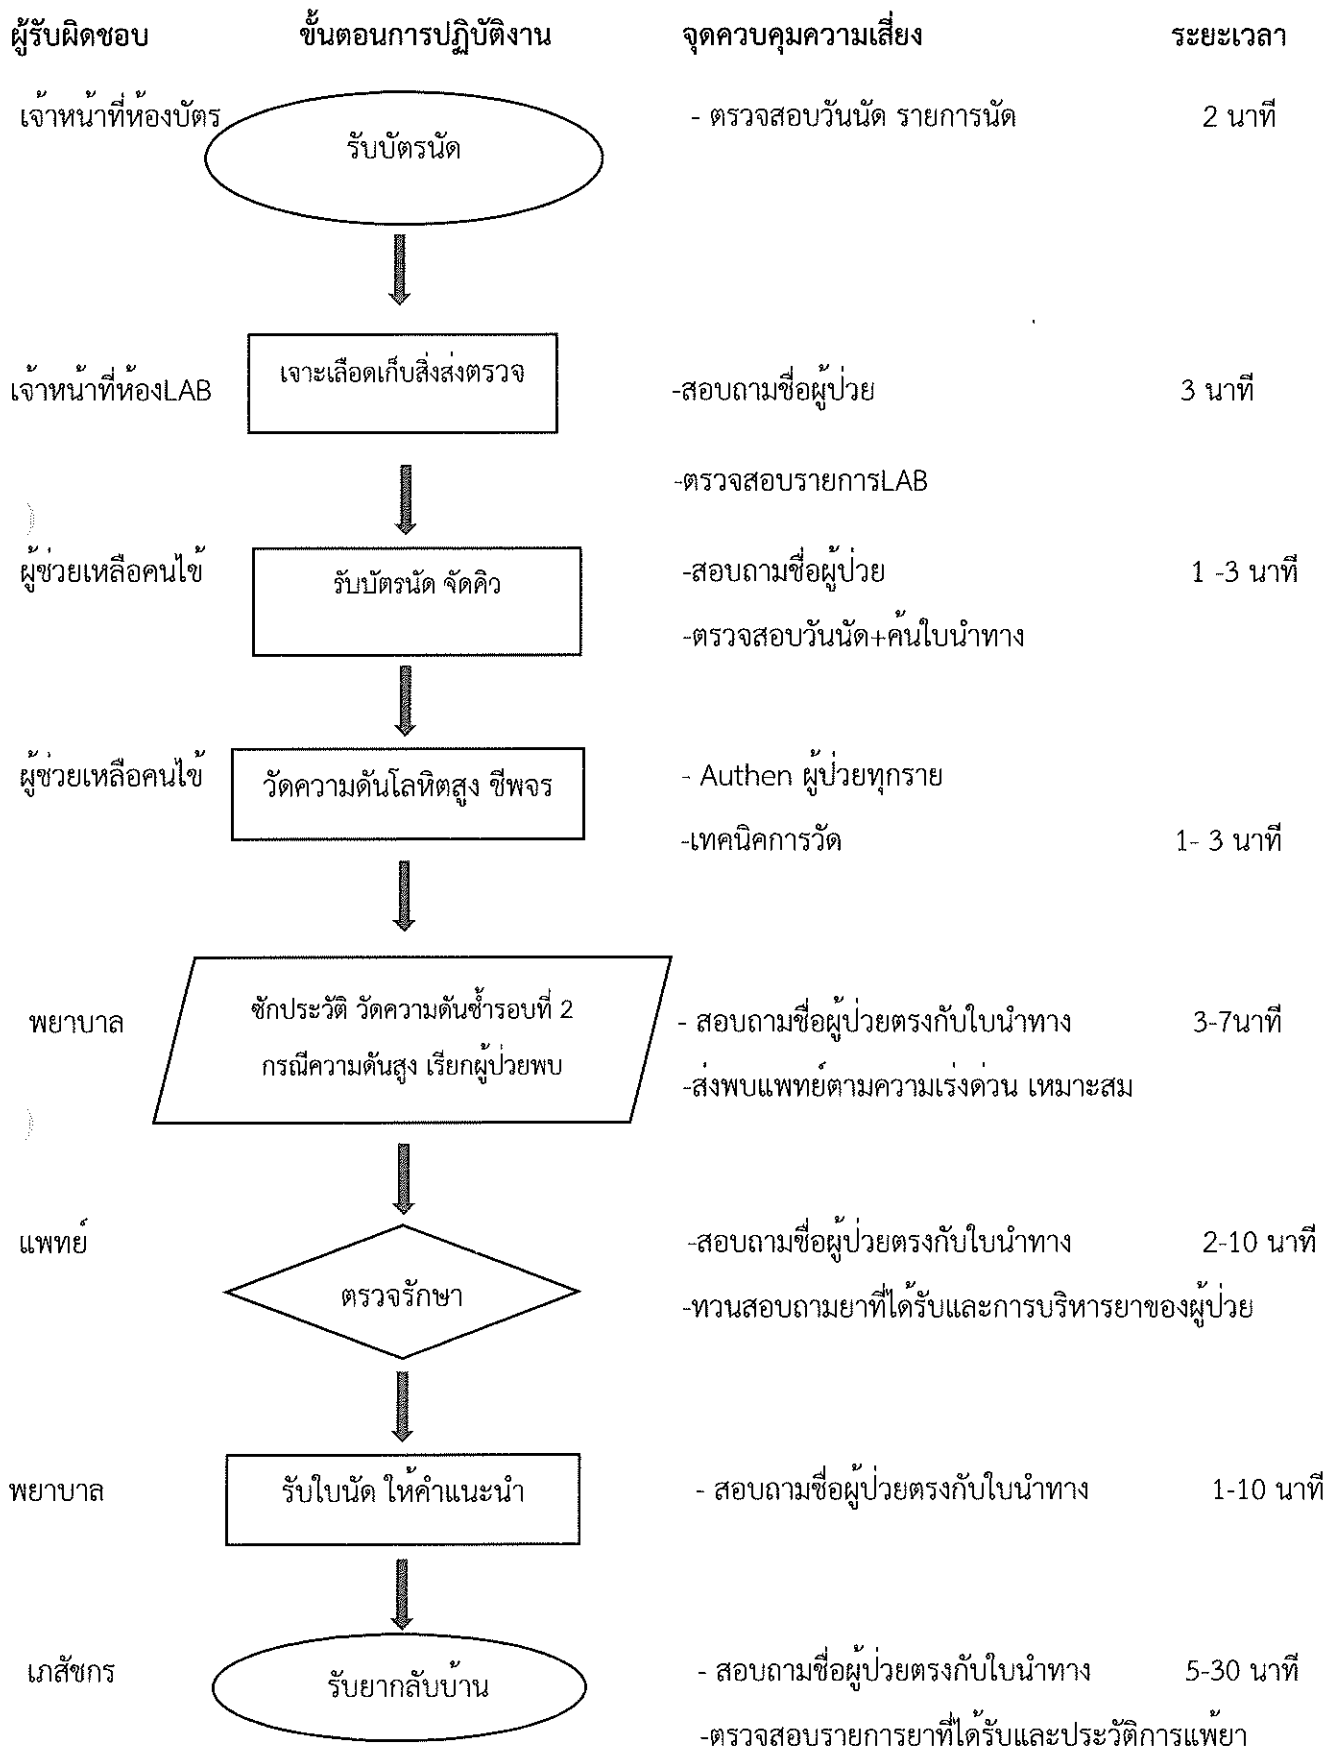 ผู้รับผิดชอบ ขั้นตอนการปฏิบัติงาน จุดควบคุมความเสี่ยง ระยะเวลา
เจ้าหน้าที่ห้องบัตร รับบัตรนัด - ตรวจสอบวันนัด รายการนัด 2 นาที
เจ้าหน้าที่ห้องLAB เจาะเลือดเก็บสิ่งส่งตรวจ -สอบถามชื่อผู้ป่วย 3 นาที
-ตรวจสอบรายการLAB
ผู้ช่วยเหลือคนไข้ รับบัตรนัด จัดคิว -สอบถามชื่อผู้ป่วย 1 -3 นาที
-ตรวจสอบวันนัด+ค้นใบนำทาง
ผู้ช่วยเหลือคนไข้ วัดความดันโลหิตสูง ชีพจร - Authen ผู้ป่วยทุกราย
-เทคนิคการวัด 1- 3 นาที
ซักประวัติ วัดความดันซ้ำรอบที่ 2
พยาบาล - สอบถามชื่อผู้ป่วยตรงกับใบนำทาง 3-7นาที
กรณีความดันสูง เรียกผู้ป่วยพบ
-ส่งพบแพทย์ตามความเร่งด่วน เหมาะสม
แพทย์ -สอบถามชื่อผู้ป่วยตรงกับใบนำทาง 2-10 นาที
ตรวจรักษา -ทวนสอบถามยาที่ได้รับและการบริหารยาของผู้ป่วย
พยาบาล รับใบนัด ให้คำแนะนำ - สอบถามชื่อผู้ป่วยตรงกับใบนำทาง 1-10 นาที
เภสัชกร รับยากลับบ้าน - สอบถามชื่อผู้ป่วยตรงกับใบนำทาง 5-30 นาที
-ตรวจสอบรายการยาที่ได้รับและประวัติการแพ้ยา